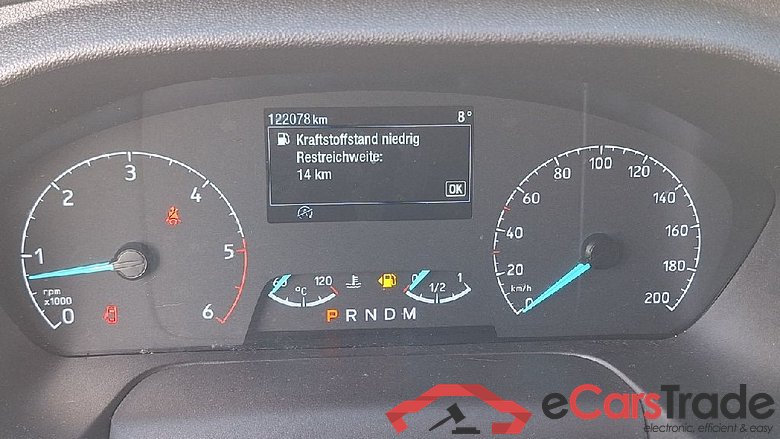 122078 km 8°
Kraftstoffstand niedrig
Restreichweite:
14 km
OK
0 1 2 3 4 5 6
rpm
x1000
60 120
°C
0 1/2 1
P R N D M
0 20 40 60 80 100 120 140 160 180 200
km/h
eCarsTrade
electronic, efficient & easy